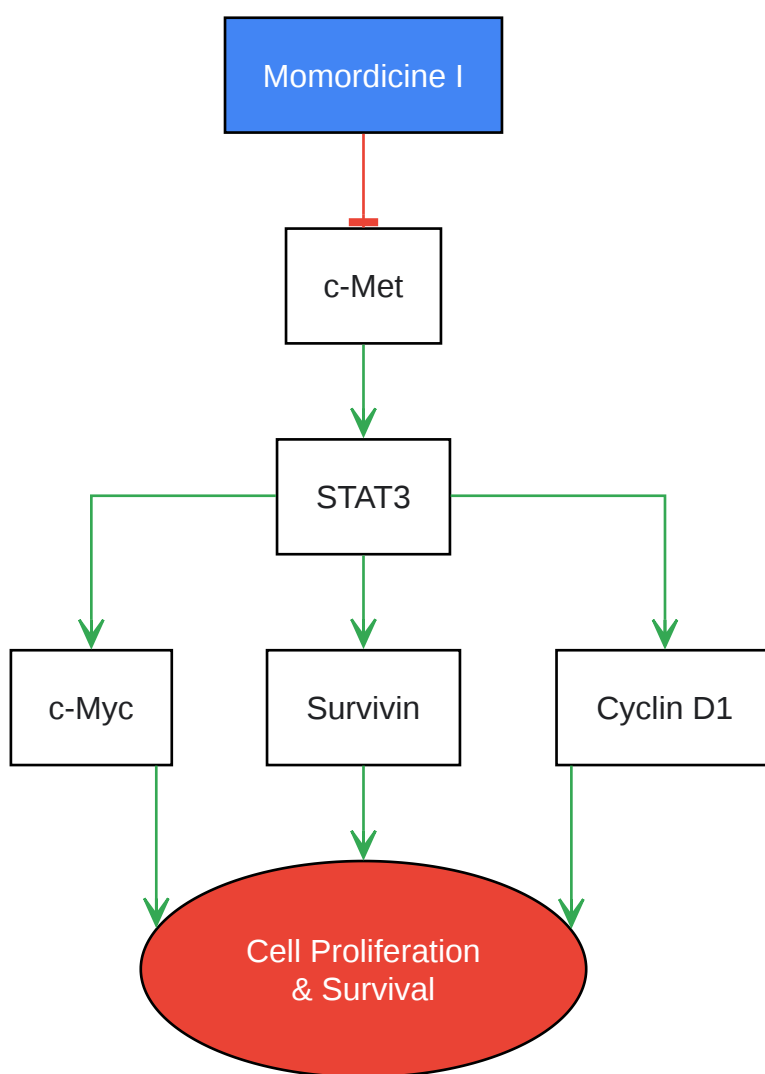 Momordicine I
c-Met
STAT3
c-Myc
Survivin
Cyclin D1
Cell Proliferation
& Survival